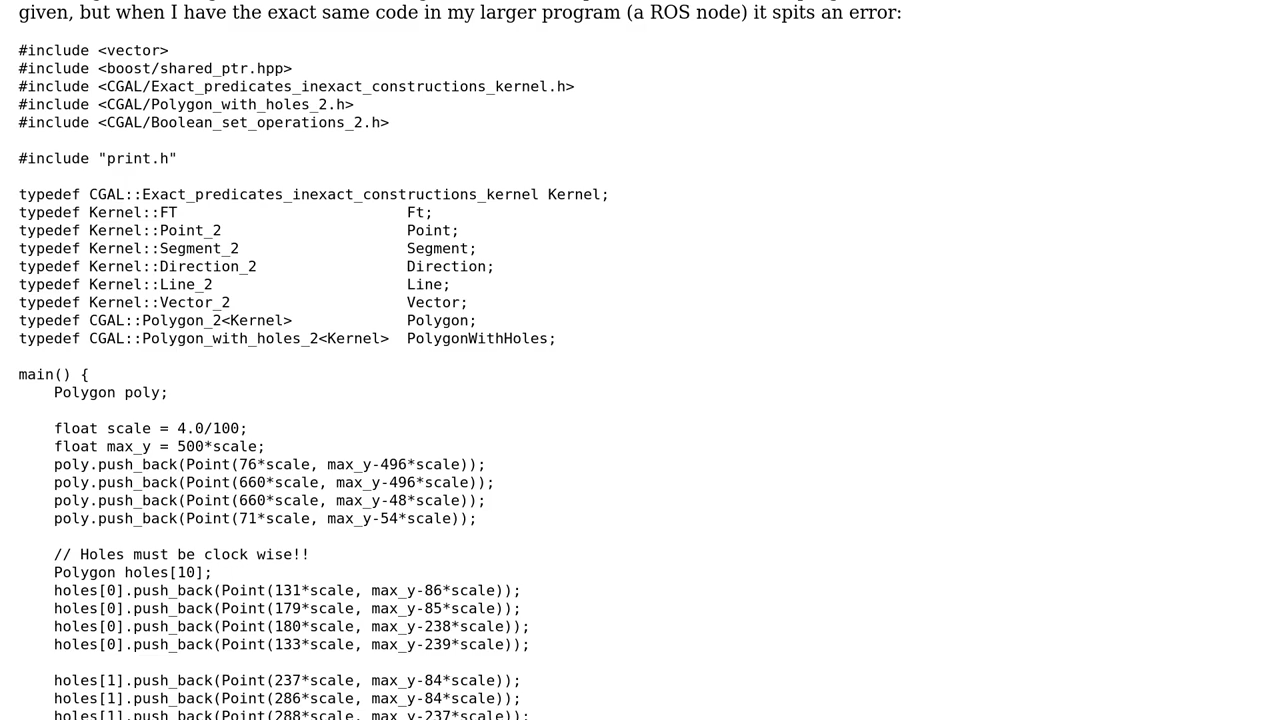 given, but when I have the exact same code in my larger program (a ROS node) it spits an error:
#include <vector>
#include <boost/shared_ptr.hpp>
#include <CGAL/Exact_predicates_inexact_constructions_kernel.h>
#include <CGAL/Polygon_with_holes_2.h>
#include <CGAL/Boolean_set_operations_2.h>
#include "print.h"
typedef CGAL::Exact_predicates_inexact_constructions_kernel Kernel;
typedef Kernel::FT                          Ft;
typedef Kernel::Point_2                     Point;
typedef Kernel::Segment_2                   Segment;
typedef Kernel::Direction_2                 Direction;
typedef Kernel::Line_2                      Line;
typedef Kernel::Vector_2                    Vector;
typedef CGAL::Polygon_2<Kernel>             Polygon;
typedef CGAL::Polygon_with_holes_2<Kernel>  PolygonWithHoles;
main() {
    Polygon poly;
    float scale = 4.0/100;
    float max_y = 500*scale;
    poly.push_back(Point(76*scale, max_y-496*scale));
    poly.push_back(Point(660*scale, max_y-496*scale));
    poly.push_back(Point(660*scale, max_y-48*scale));
    poly.push_back(Point(71*scale, max_y-54*scale));
    // Holes must be clock wise!!
    Polygon holes[10];
    holes[0].push_back(Point(131*scale, max_y-86*scale));
    holes[0].push_back(Point(179*scale, max_y-85*scale));
    holes[0].push_back(Point(180*scale, max_y-238*scale));
    holes[0].push_back(Point(133*scale, max_y-239*scale));
    holes[1].push_back(Point(237*scale, max_y-84*scale));
    holes[1].push_back(Point(286*scale, max_y-84*scale));
    holes[1].push_back(Point(288*scale, max_y-237*scale));